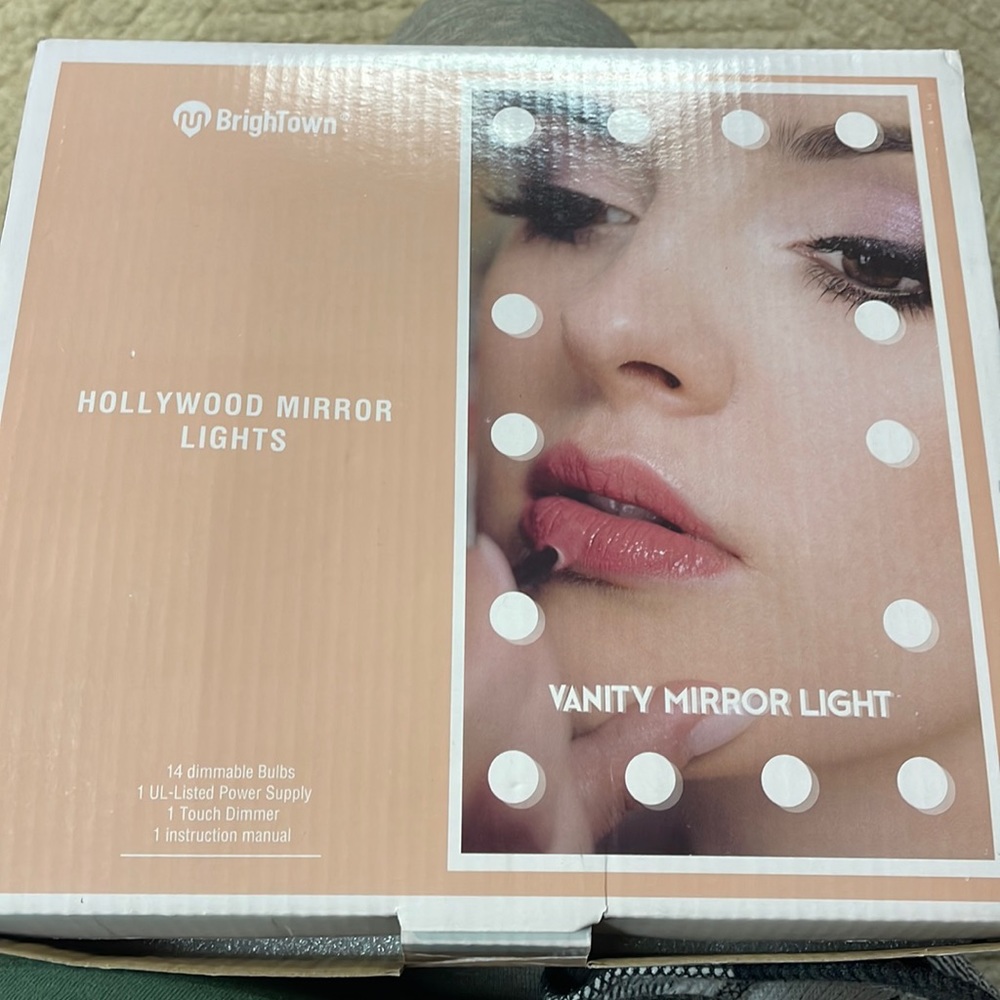 BrighTown
HOLLYWOOD MIRROR
LIGHTS
14 dimmable Bulbs
1 UL-Listed Power Supply
1 Touch Dimmer
1 instruction manual
VANITY MIRROR LIGHT